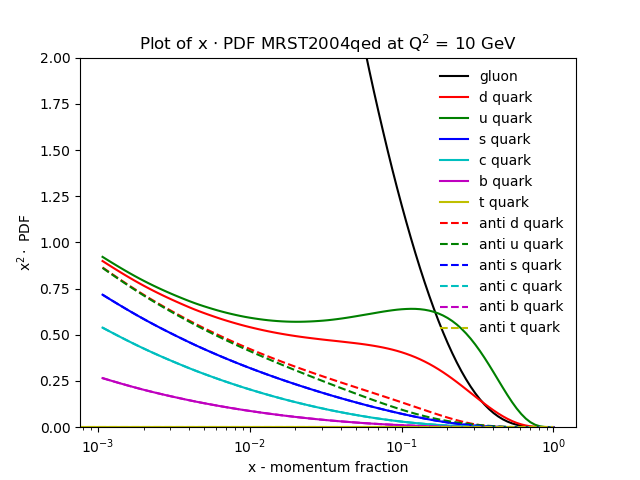 Plot of x · PDF MRST2004qed at Q² = 10 GeV
2.00
1.75
1.50
1.25
1.00
0.75
0.50
0.25
0.00
x²· PDF
10⁻³
10⁻²
10⁻¹
10⁰
x - momentum fraction
gluon
d quark
u quark
s quark
c quark
b quark
t quark
anti d quark
anti u quark
anti s quark
anti c quark
anti b quark
anti t quark